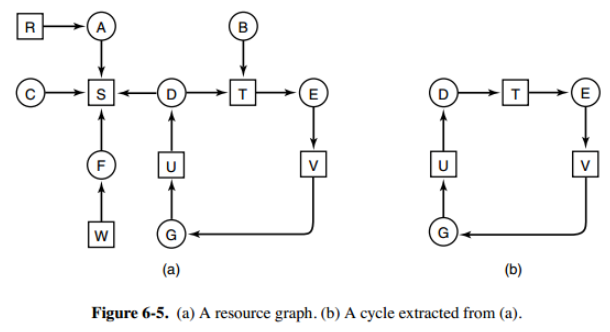 R A B
C S D T E D T E
F U V U V
W G G
(a) (b)
Figure 6-5. (a) A resource graph. (b) A cycle extracted from (a).